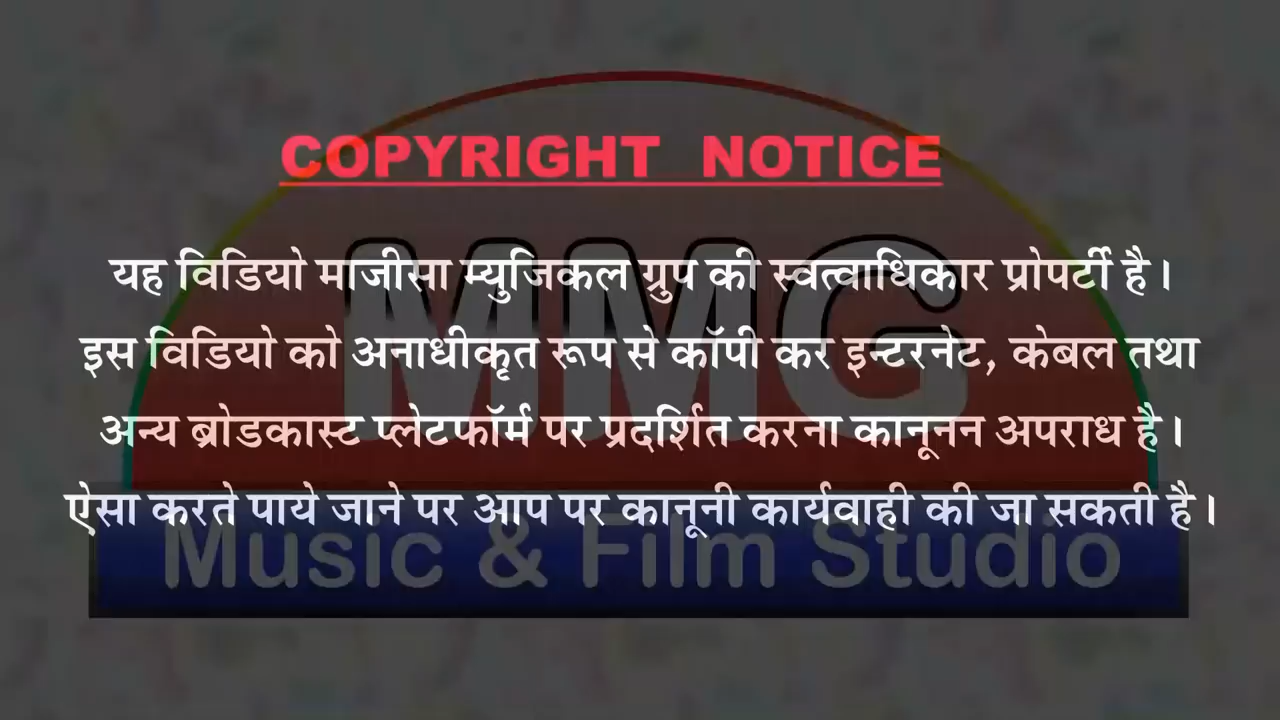 COPYRIGHT NOTICE
यह विडियो माजीसा म्युजिकल ग्रुप की स्वत्वाधिकार प्रोपर्टी है।
इस विडियो को अनाधीकृत रूप से कॉपी कर इन्टरनेट, केबल तथा
अन्य ब्रोडकास्ट प्लेटफॉर्म पर प्रदर्शित करना कानूनन अपराध है।
ऐसा करते पाये जाने पर आप पर कानूनी कार्यवाही की जा सकती है।
MMG
Music & Film Studio